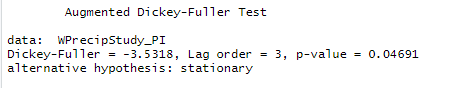 Augmented Dickey-Fuller Test
data:  WPrecipStudy_PI
Dickey-Fuller = -3.5318, Lag order = 3, p-value = 0.04691
alternative hypothesis: stationary